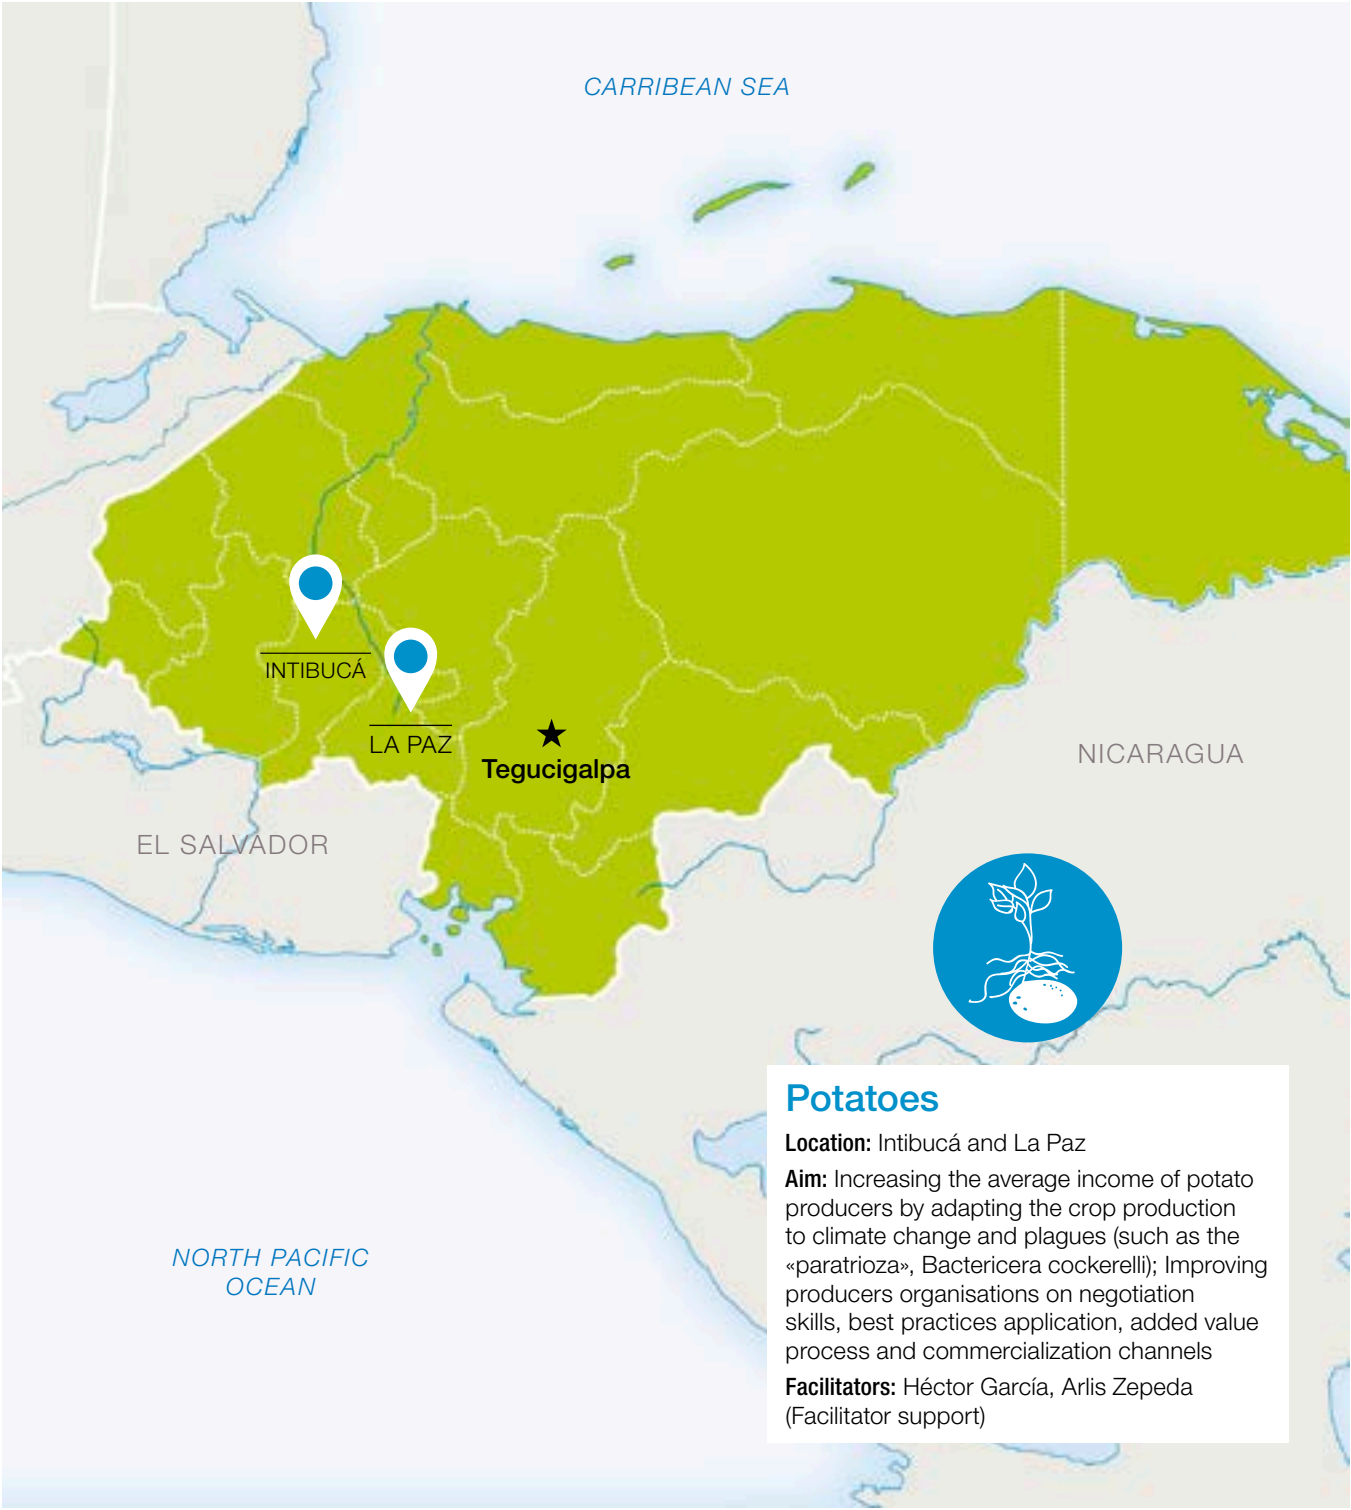 CARRIBEAN SEA
INTIBUCÁ
LA PAZ
Tegucigalpa
NICARAGUA
EL SALVADOR
NORTH PACIFIC
OCEAN
Potatoes
Location: Intibucá and La Paz
Aim: Increasing the average income of potato
producers by adapting the crop production
to climate change and plagues (such as the
«paratrioza», Bactericera cockerelli); Improving
producers organisations on negotiation
skills, best practices application, added value
process and commercialization channels
Facilitators: Héctor García, Arlis Zepeda
(Facilitator support)